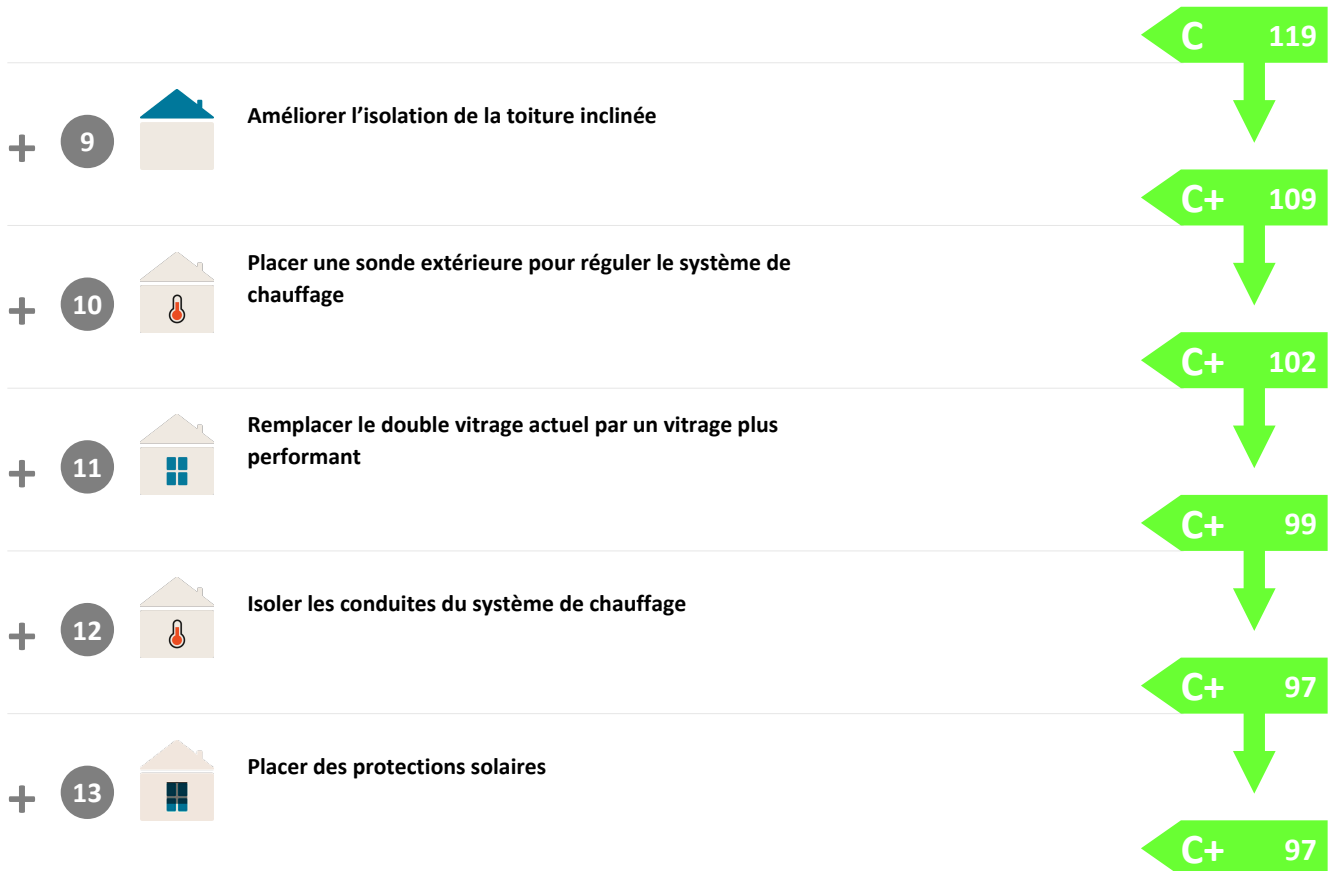 C 119
Améliorer l’isolation de la toiture inclinée
+ 9
C+ 109
Placer une sonde extérieure pour réguler le système de
chauffage
+ 10
C+ 102
Remplacer le double vitrage actuel par un vitrage plus
performant
+ 11
C+ 99
Isoler les conduites du système de chauffage
+ 12
C+ 97
Placer des protections solaires
+ 13
C+ 97